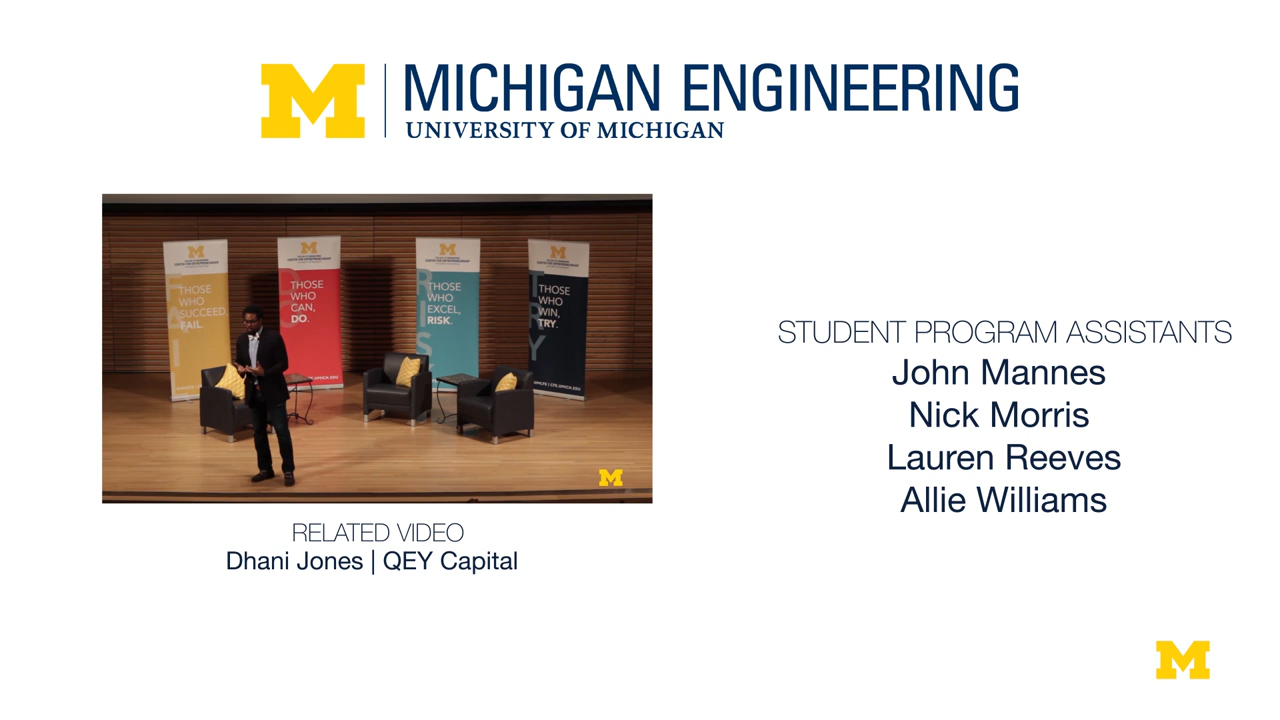 M
MICHIGAN ENGINEERING
UNIVERSITY OF MICHIGAN
THOSE
WHO
SUCCEED,
FAIL.
THOSE
WHO
CAN,
DO.
THOSE
WHO
EXCEL,
RISK.
THOSE
WHO
WIN,
TRY.
M
RELATED VIDEO
Dhani Jones | QEY Capital
STUDENT PROGRAM ASSISTANTS
John Mannes
Nick Morris
Lauren Reeves
Allie Williams
M